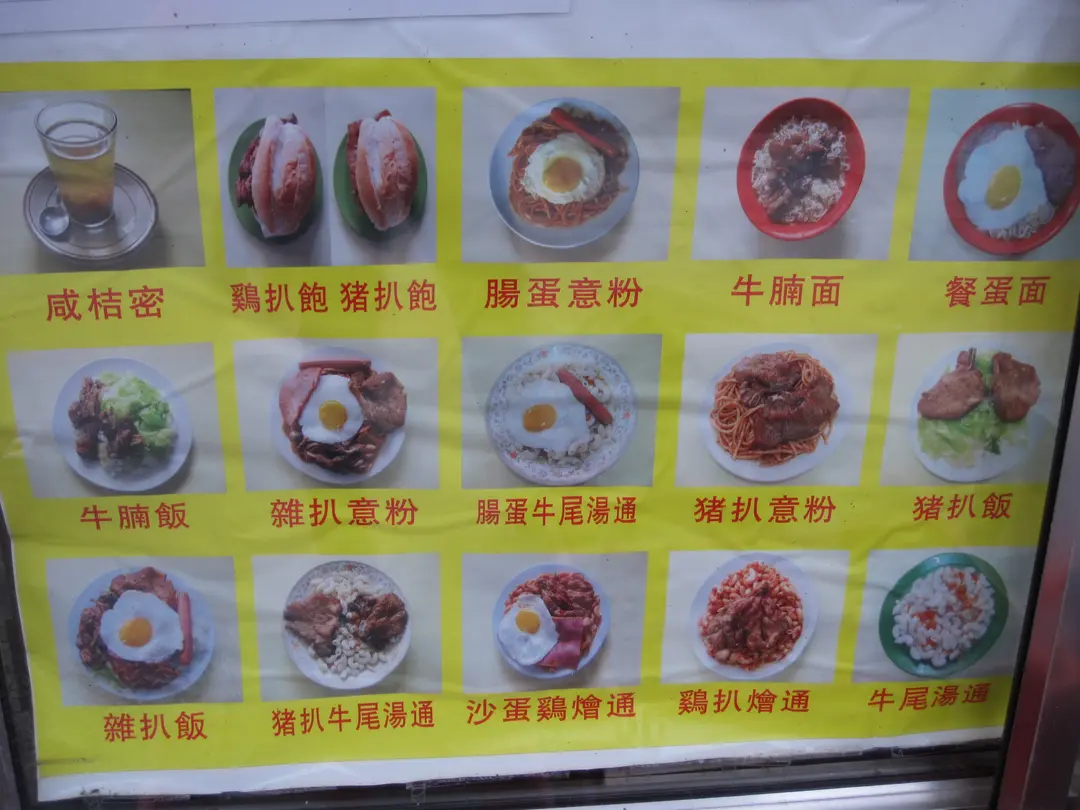 咸桔密
鷄扒飽 猪扒飽
腸蛋意粉
牛腩面
餐蛋面
牛腩飯
雜扒意粉
腸蛋牛尾湯通
猪扒意粉
猪扒飯
雜扒飯
猪扒牛尾湯通
沙蛋鷄燴通
鷄扒燴通
牛尾湯通